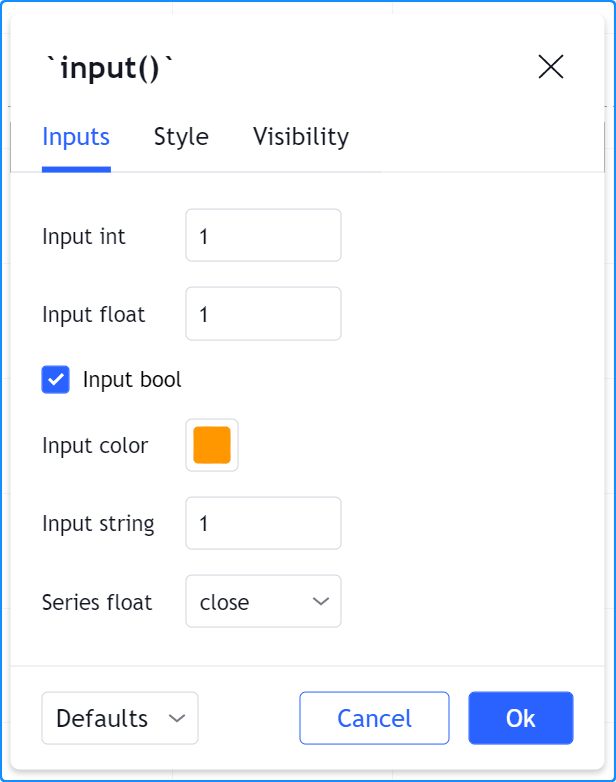 `input()`
Inputs Style Visibility
Input int 1
Input float 1
Input bool
Input color
Input string 1
Series float close
Defaults Cancel Ok